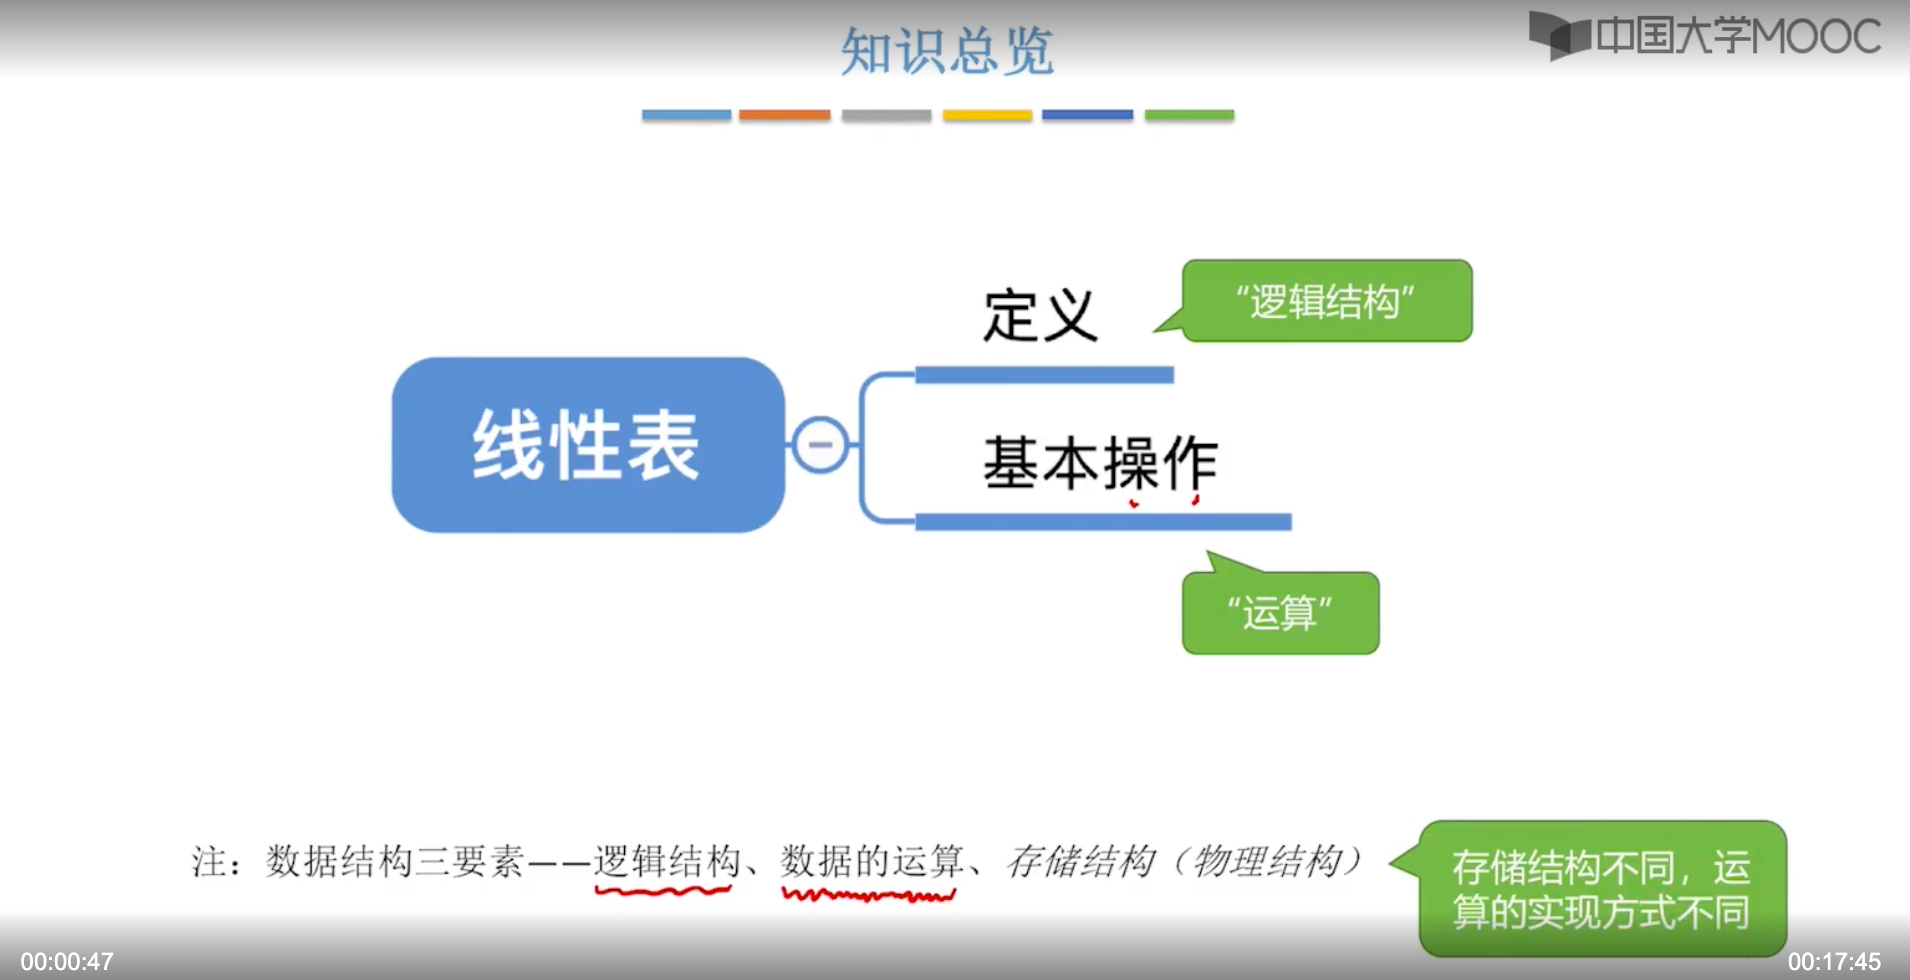 知识总览
中国大学MOOC
定义
“逻辑结构”
线性表
基本操作
“运算”
注：数据结构三要素——逻辑结构、数据的运算、存储结构（物理结构）
存储结构不同，运
算的实现方式不同
00:00:47
00:17:45